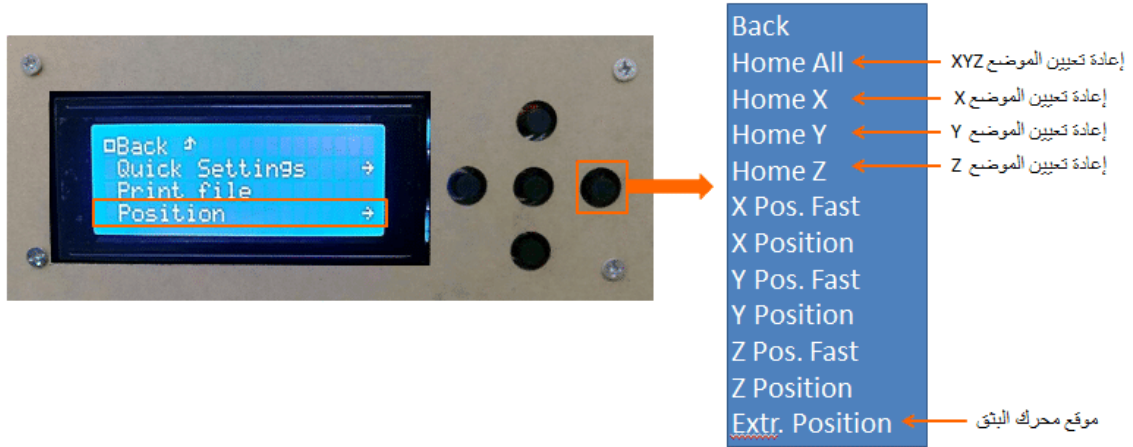 Back
Quick Settings
Print file
Position
Back
Home All
إعادة تعيين الموضع XYZ
Home X
إعادة تعيين الموضع X
Home Y
إعادة تعيين الموضع Y
Home Z
إعادة تعيين الموضع Z
X Pos. Fast
X Position
Y Pos. Fast
Y Position
Z Pos. Fast
Z Position
Extr. Position
موقع محرك البثق